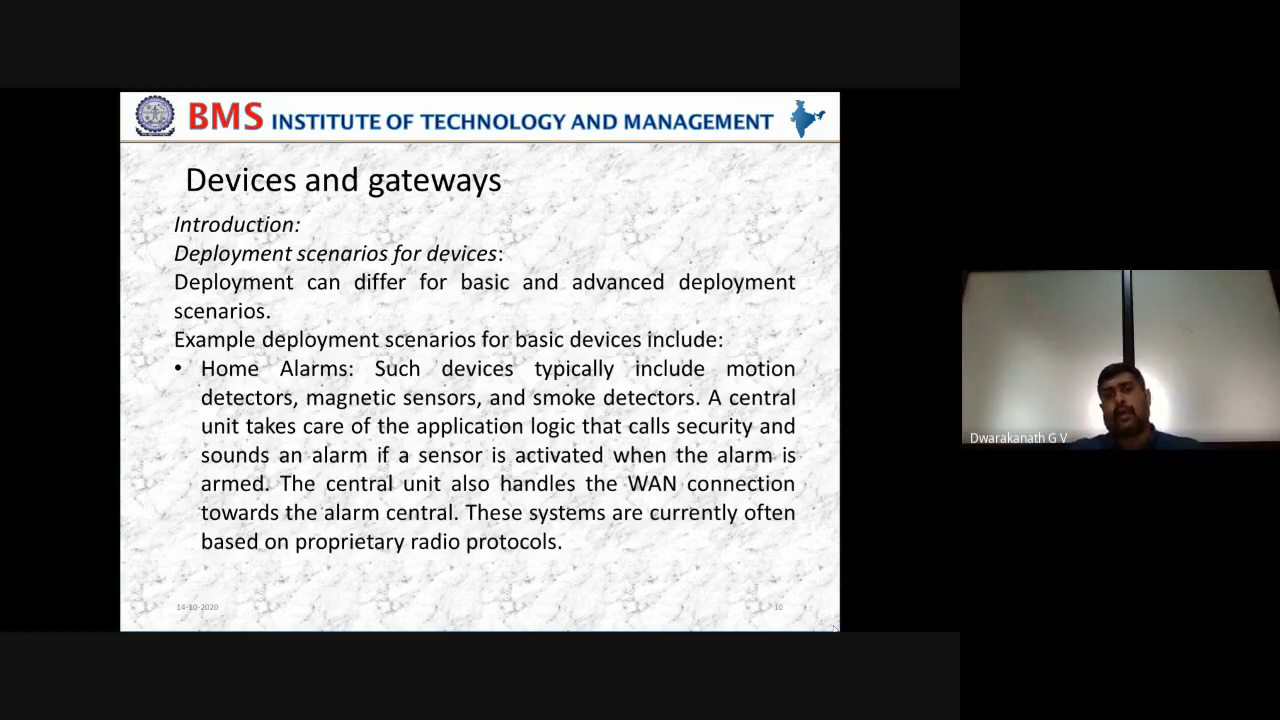 BMS INSTITUTE OF TECHNOLOGY AND MANAGEMENT
Devices and gateways
Introduction:
Deployment scenarios for devices:
Deployment can differ for basic and advanced deployment
scenarios.
Example deployment scenarios for basic devices include:
• Home Alarms: Such devices typically include motion
detectors, magnetic sensors, and smoke detectors. A central
unit takes care of the application logic that calls security and
sounds an alarm if a sensor is activated when the alarm is
armed. The central unit also handles the WAN connection
towards the alarm central. These systems are currently often
based on proprietary radio protocols.
14-10-2020
10
Dwarakanath G V